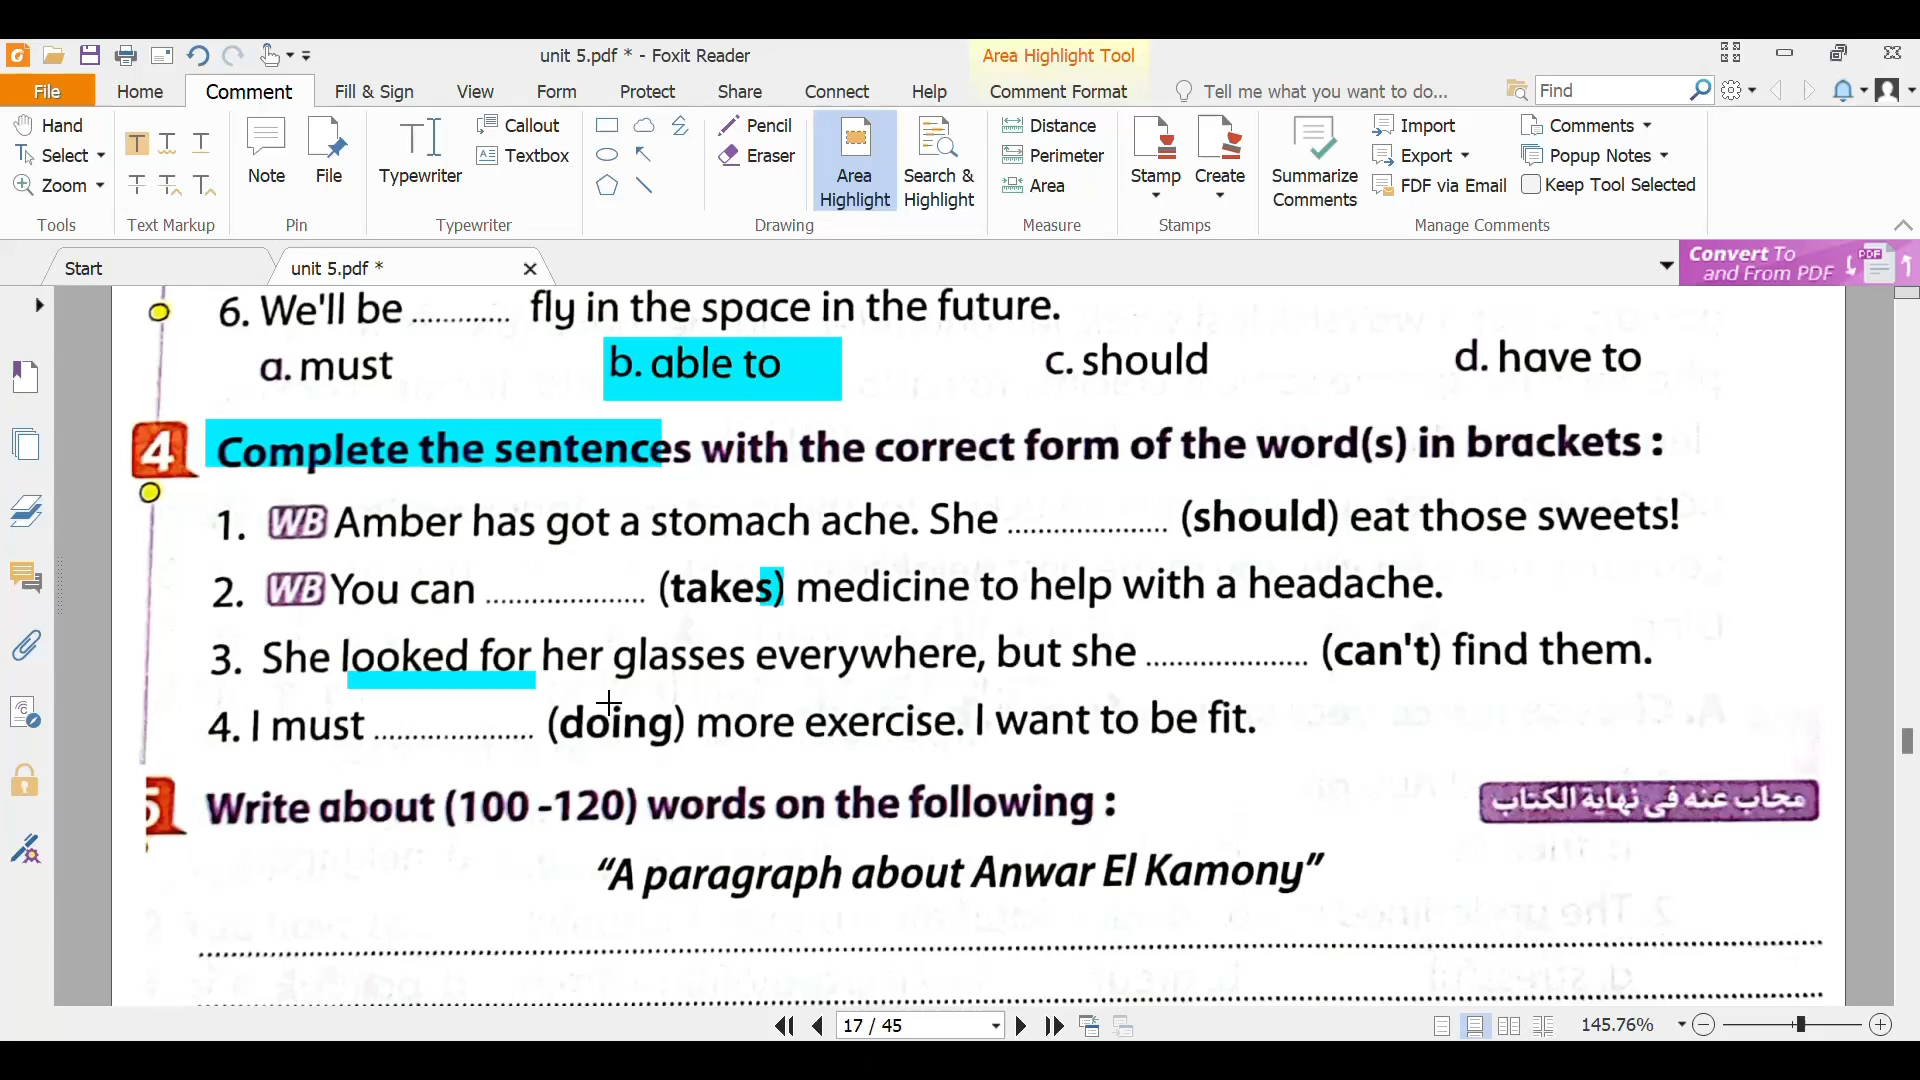 unit 5.pdf * - Foxit Reader
Area Highlight Tool
File
Home
Comment
Fill & Sign
View
Form
Protect
Share
Connect
Help
Comment Format
Tell me what you want to do...
Find
Hand
Select
Zoom
Tools
Text Markup
Note
File
Pin
Typewriter
Callout
Textbox
Typewriter
Pencil
Eraser
Area Highlight
Search & Highlight
Drawing
Distance
Perimeter
Area
Measure
Stamp
Create
Stamps
Summarize Comments
Import
Export
FDF via Email
Comments
Popup Notes
Keep Tool Selected
Manage Comments
Start
unit 5.pdf *
Convert To and From PDF
PDF
6. We'll be ............ fly in the space in the future.
a. must b. able to c. should d. have to
4 Complete the sentences with the correct form of the word(s) in brackets :
1. WB Amber has got a stomach ache. She .................... (should) eat those sweets!
2. WB You can .................... (takes) medicine to help with a headache.
3. She looked for her glasses everywhere, but she .................... (can't) find them.
4. I must .................... (doing) more exercise. I want to be fit.
5 Write about (100 -120) words on the following :
مجاب عنه فى نهاية الكتاب
“A paragraph about Anwar El Kamony”
17 / 45
145.76%